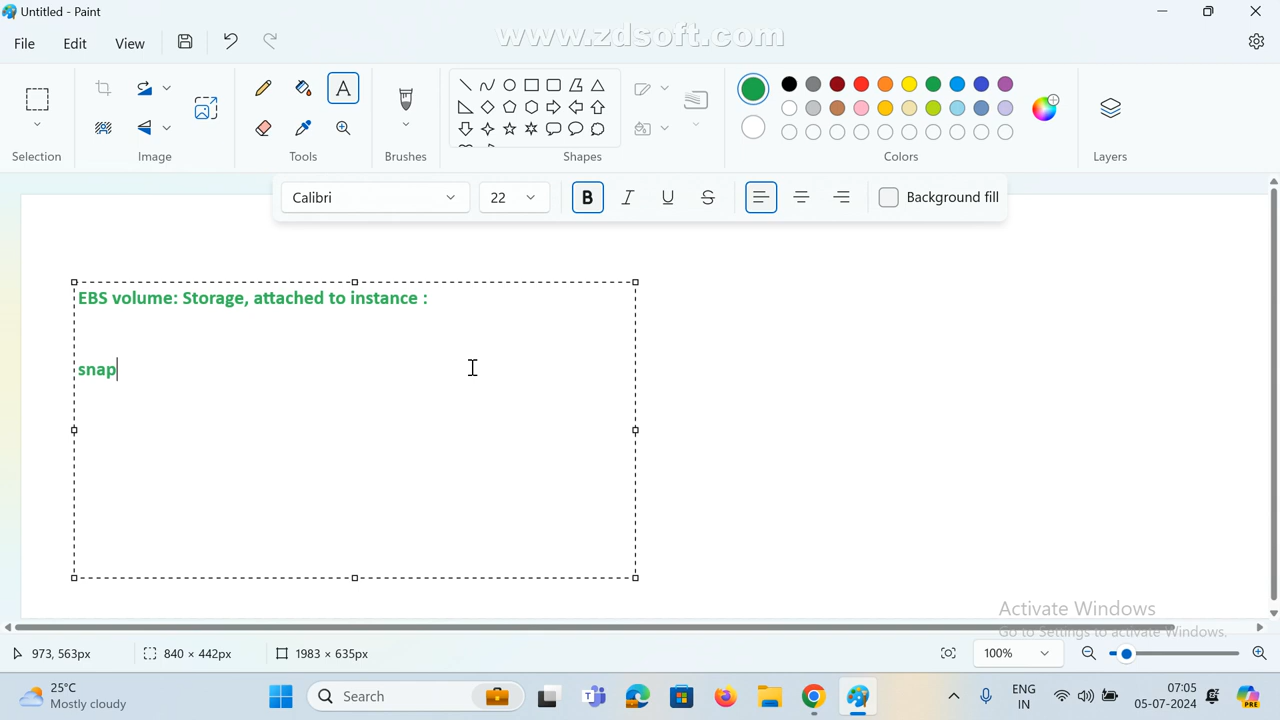 Untitled - Paint
www.zdsoft.com
File Edit View
Selection Image Tools Brushes Shapes Colors Layers
Calibri 22 B I U S Background fill
EBS volume: Storage, attached to instance :
snap
Activate Windows
Go to Settings to activate Windows.
973, 563px 840 × 442px 1983 × 635px 100%
25°C
Mostly cloudy
Search
ENG
IN
07:05
05-07-2024
PRE